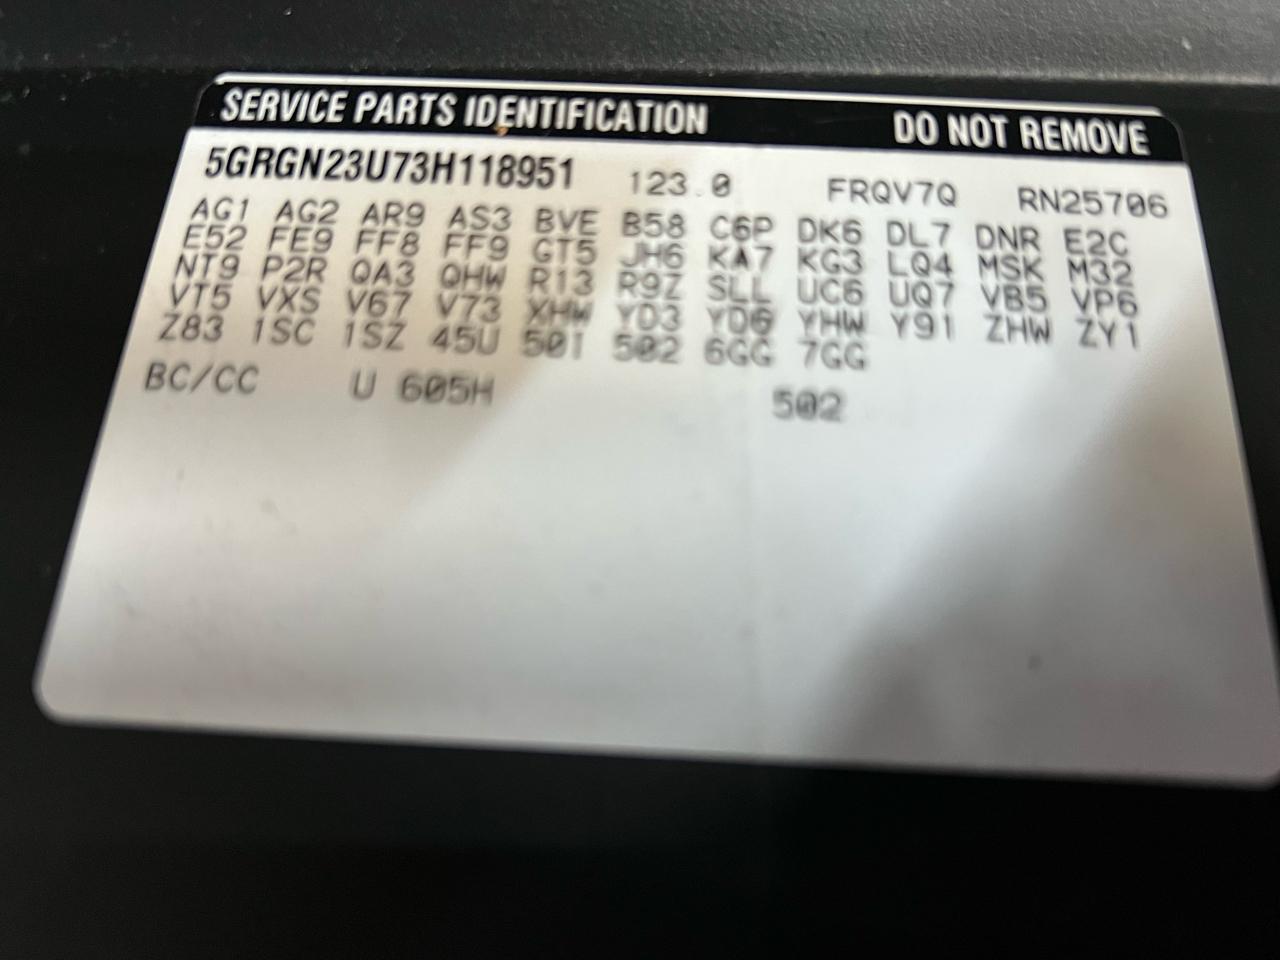 SERVICE PARTS IDENTIFICATION DO NOT REMOVE
5GRGN23U73H118951 123.0 FRQV7Q RN25706
AG1 AG2 AR9 AS3 BVE B58 C6P DK6 DL7 DNR E2C
E52 FE9 FF8 FF9 GT5 JH6 KA7 KG3 LQ4 MSK M32
NT9 P2R QA3 QHW R13 R9Z SLL UC6 UQ7 VB5 VP6
VT5 VXS V67 V73 XHW YD3 YD6 YHW Y91 ZHW ZY1
Z83 1SC 1SZ 45U 50I 502 6GG 7GG
BC/CC U 605H 502